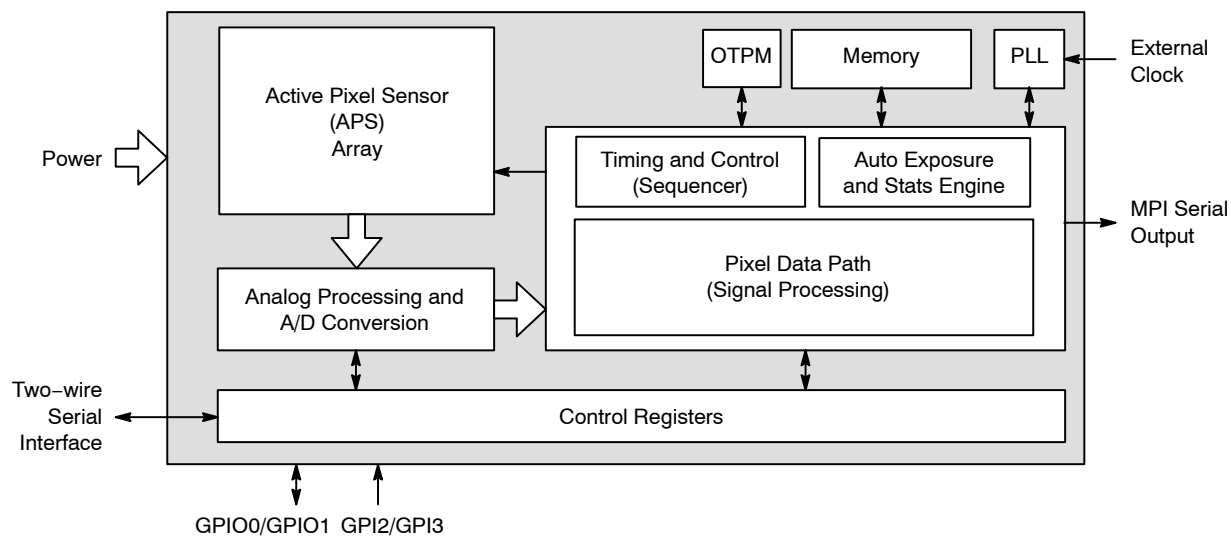 Active Pixel Sensor
(APS)
Array
OTPM
Memory
PLL
External
Clock
Power
Timing and Control
(Sequencer)
Auto Exposure
and Stats Engine
MPI Serial
Output
Pixel Data Path
(Signal Processing)
Analog Processing and
A/D Conversion
Two−wire
Serial
Interface
Control Registers
GPIO0/GPIO1 GPI2/GPI3